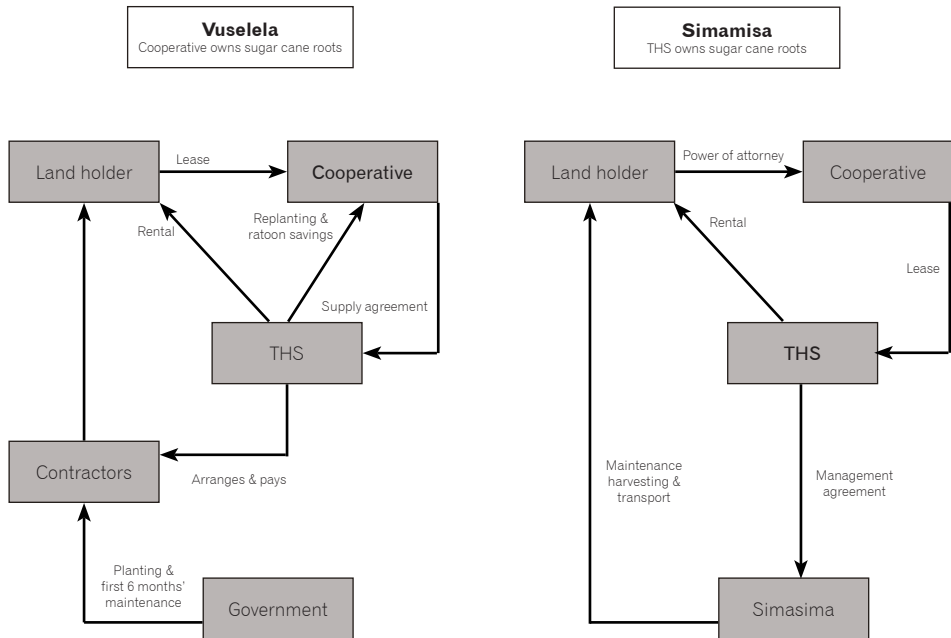 Vuselela
Cooperative owns sugar cane roots
Land holder
Lease
Cooperative
Rental
Replanting &
ratoon savings
Supply agreement
THS
Contractors
Arranges & pays
Planting &
first 6 months'
maintenance
Government
Simamisa
THS owns sugar cane roots
Land holder
Power of attorney
Cooperative
Rental
Lease
THS
Maintenance
harvesting &
transport
Management
agreement
Simasima